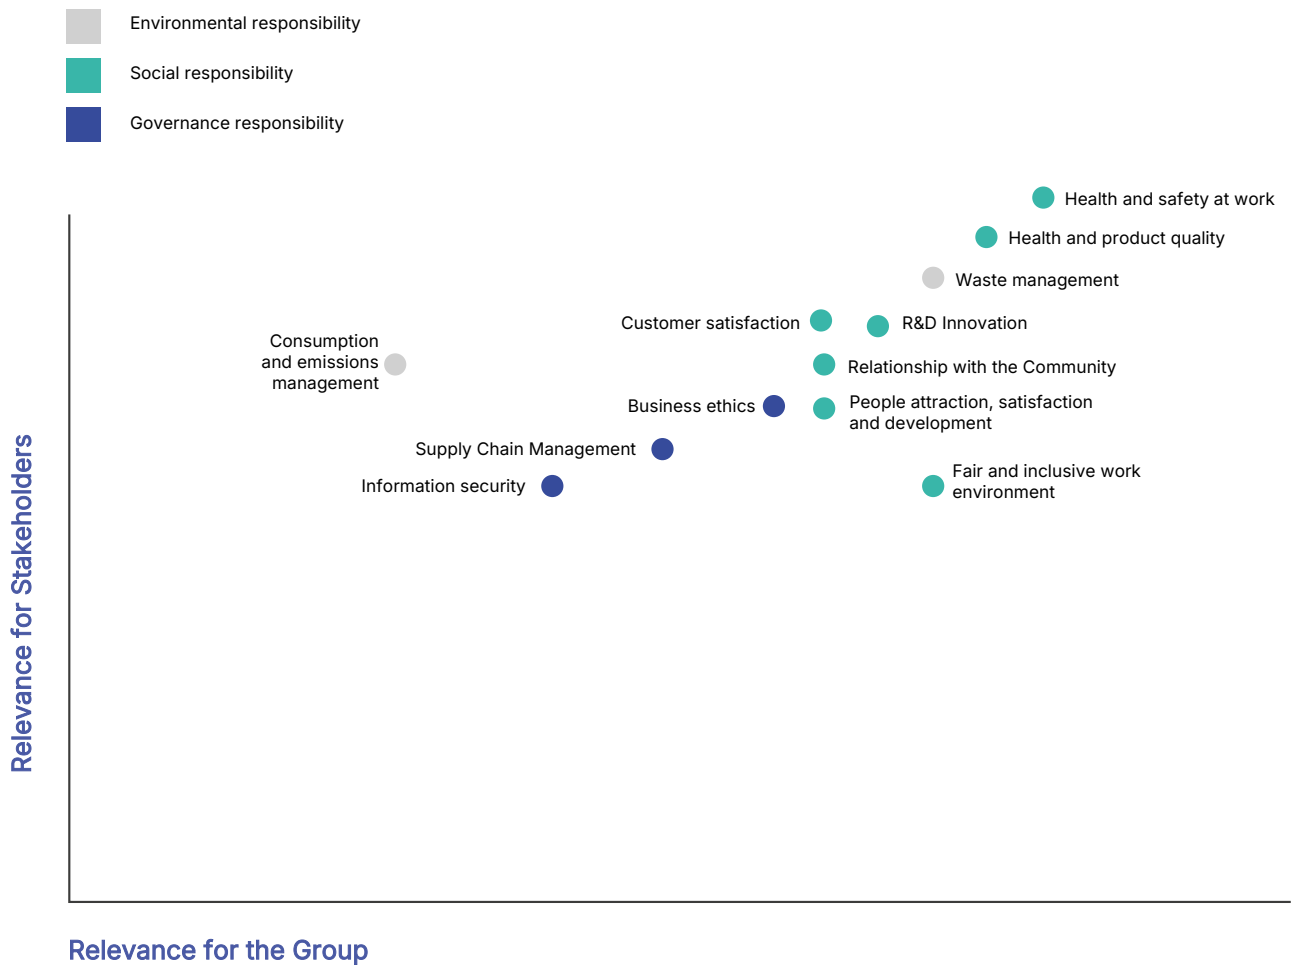 Environmental responsibility
Social responsibility
Governance responsibility
Health and safety at work
Health and product quality
Waste management
Customer satisfaction
R&D Innovation
Consumption
and emissions
management
Relationship with the Community
Business ethics
People attraction, satisfaction
and development
Supply Chain Management
Fair and inclusive work
environment
Information security
Relevance for Stakeholders
Relevance for the Group